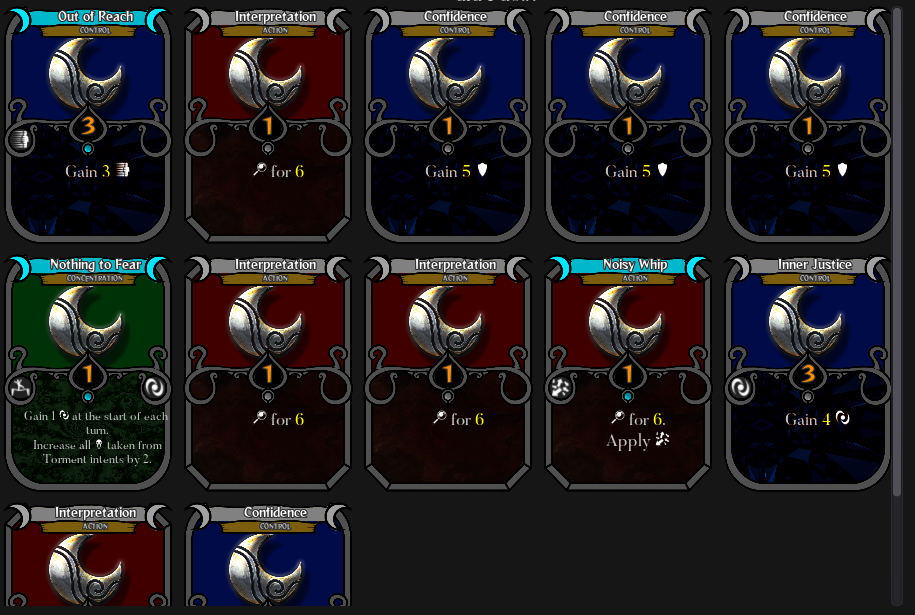 Out of Reach
CONTROL
3
Gain 3
Interpretation
ACTION
1
for 6
Confidence
CONTROL
1
Gain 5
Confidence
CONTROL
1
Gain 5
Confidence
CONTROL
1
Gain 5
Nothing to Fear
CONCENTRATION
1
Gain 1 at the start of each
turn.
Increase all taken from
Torment intents by 2.
Interpretation
ACTION
1
for 6
Interpretation
ACTION
1
for 6
Noisy Whip
ACTION
1
for 6.
Apply
Inner Justice
CONTROL
3
Gain 4
Interpretation
ACTION
Confidence
CONTROL